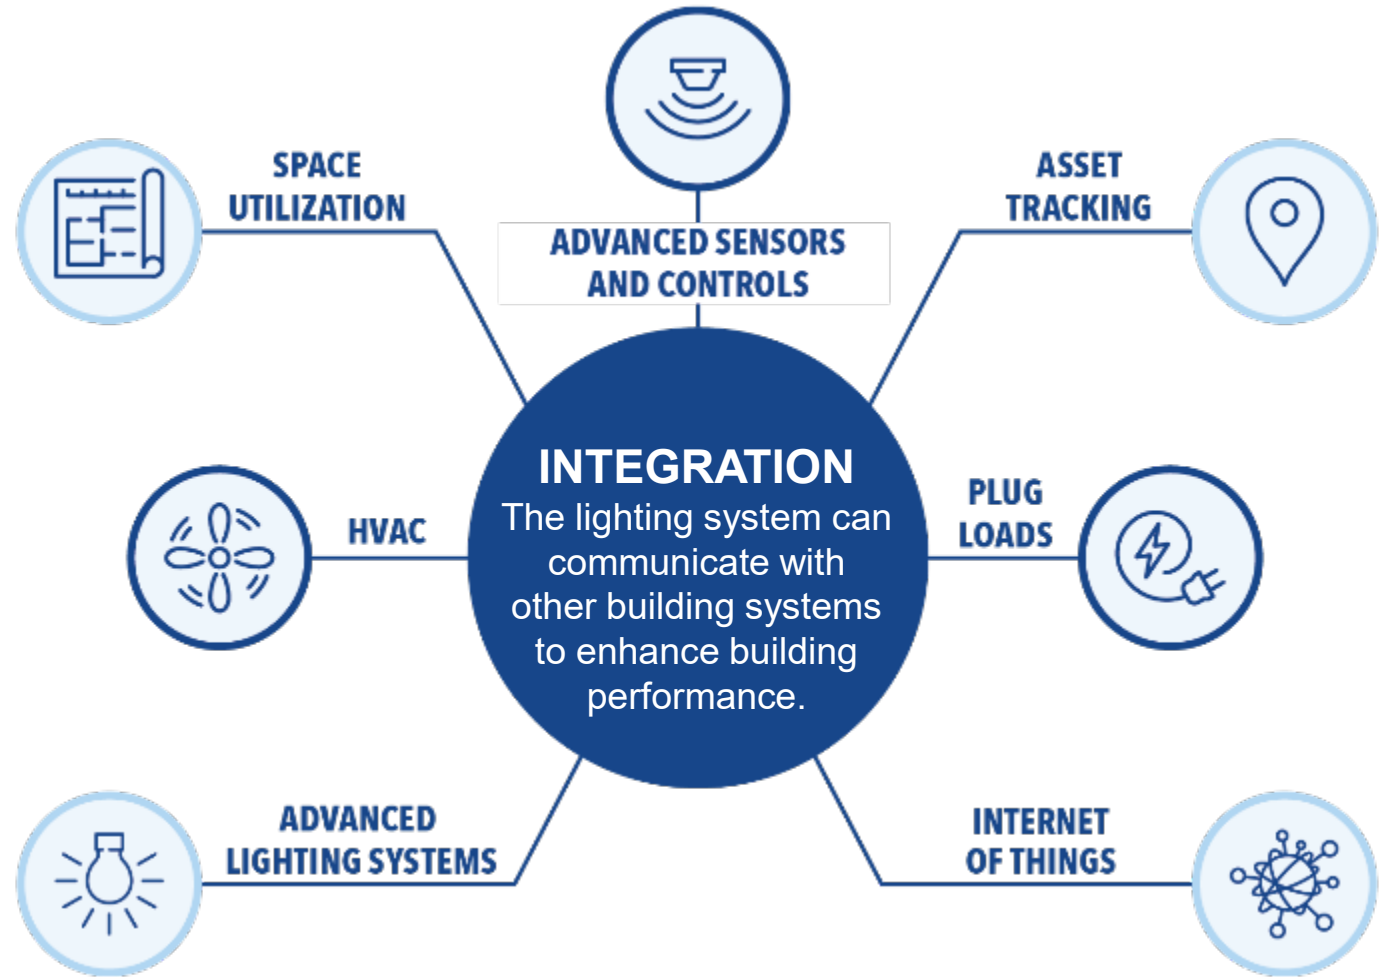 SPACE
UTILIZATION
ADVANCED SENSORS
AND CONTROLS
ASSET
TRACKING
HVAC
INTEGRATION
The lighting system can
communicate with
other building systems
to enhance building
performance.
PLUG
LOADS
ADVANCED
LIGHTING SYSTEMS
INTERNET
OF THINGS